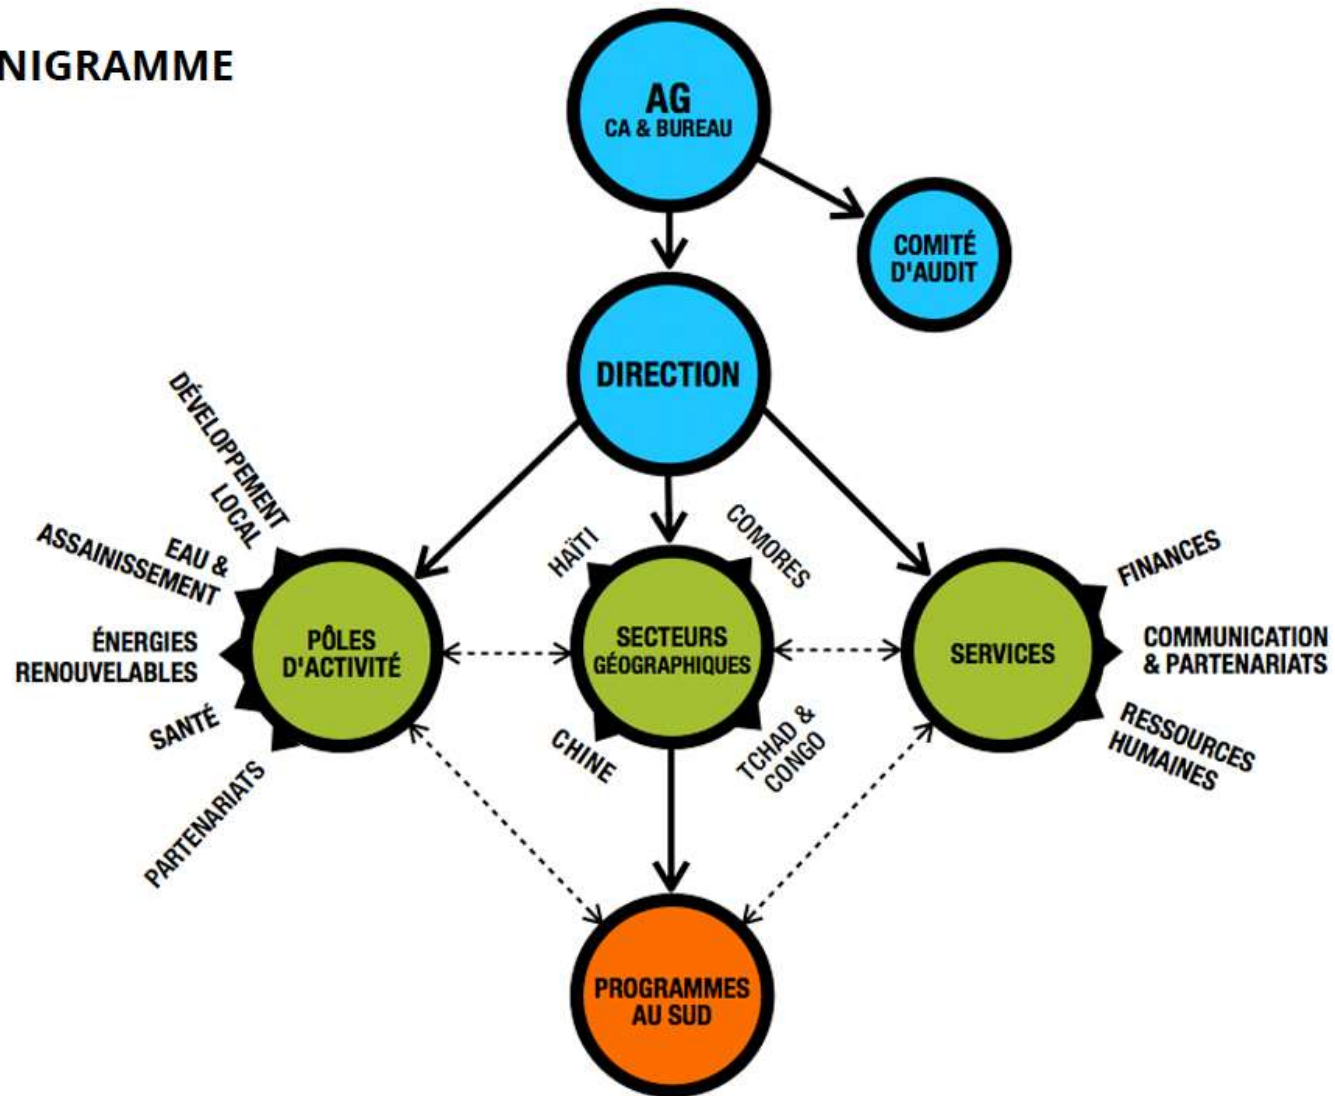 NIGRAMME
AG
CA & BUREAU
COMITÉ
D'AUDIT
DIRECTION
DÉVELOPPEMENT
LOCAL
EAU &
ASSAINISSEMENT
ÉNERGIES
RENOUVELABLES
SANTÉ
PARTENARIATS
PÔLES
D'ACTIVITÉ
HAÏTI
COMORES
SECTEURS
GÉOGRAPHIQUES
CHINE
TCHAD &
CONGO
SERVICES
FINANCES
COMMUNICATION
& PARTENARIATS
RESSOURCES
HUMAINES
PROGRAMMES
AU SUD